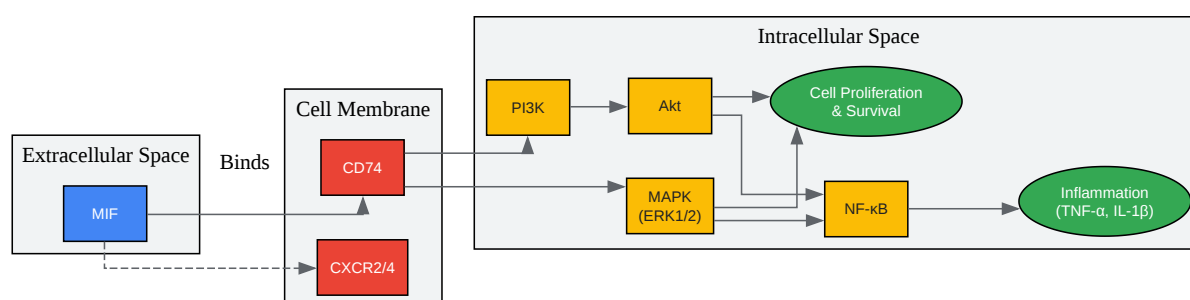 Extracellular Space
MIF
Binds
Cell Membrane
CD74
CXCR2/4
Intracellular Space
PI3K
Akt
Cell Proliferation
& Survival
MAPK
(ERK1/2)
NF-κB
Inflammation
(TNF-α, IL-1β)